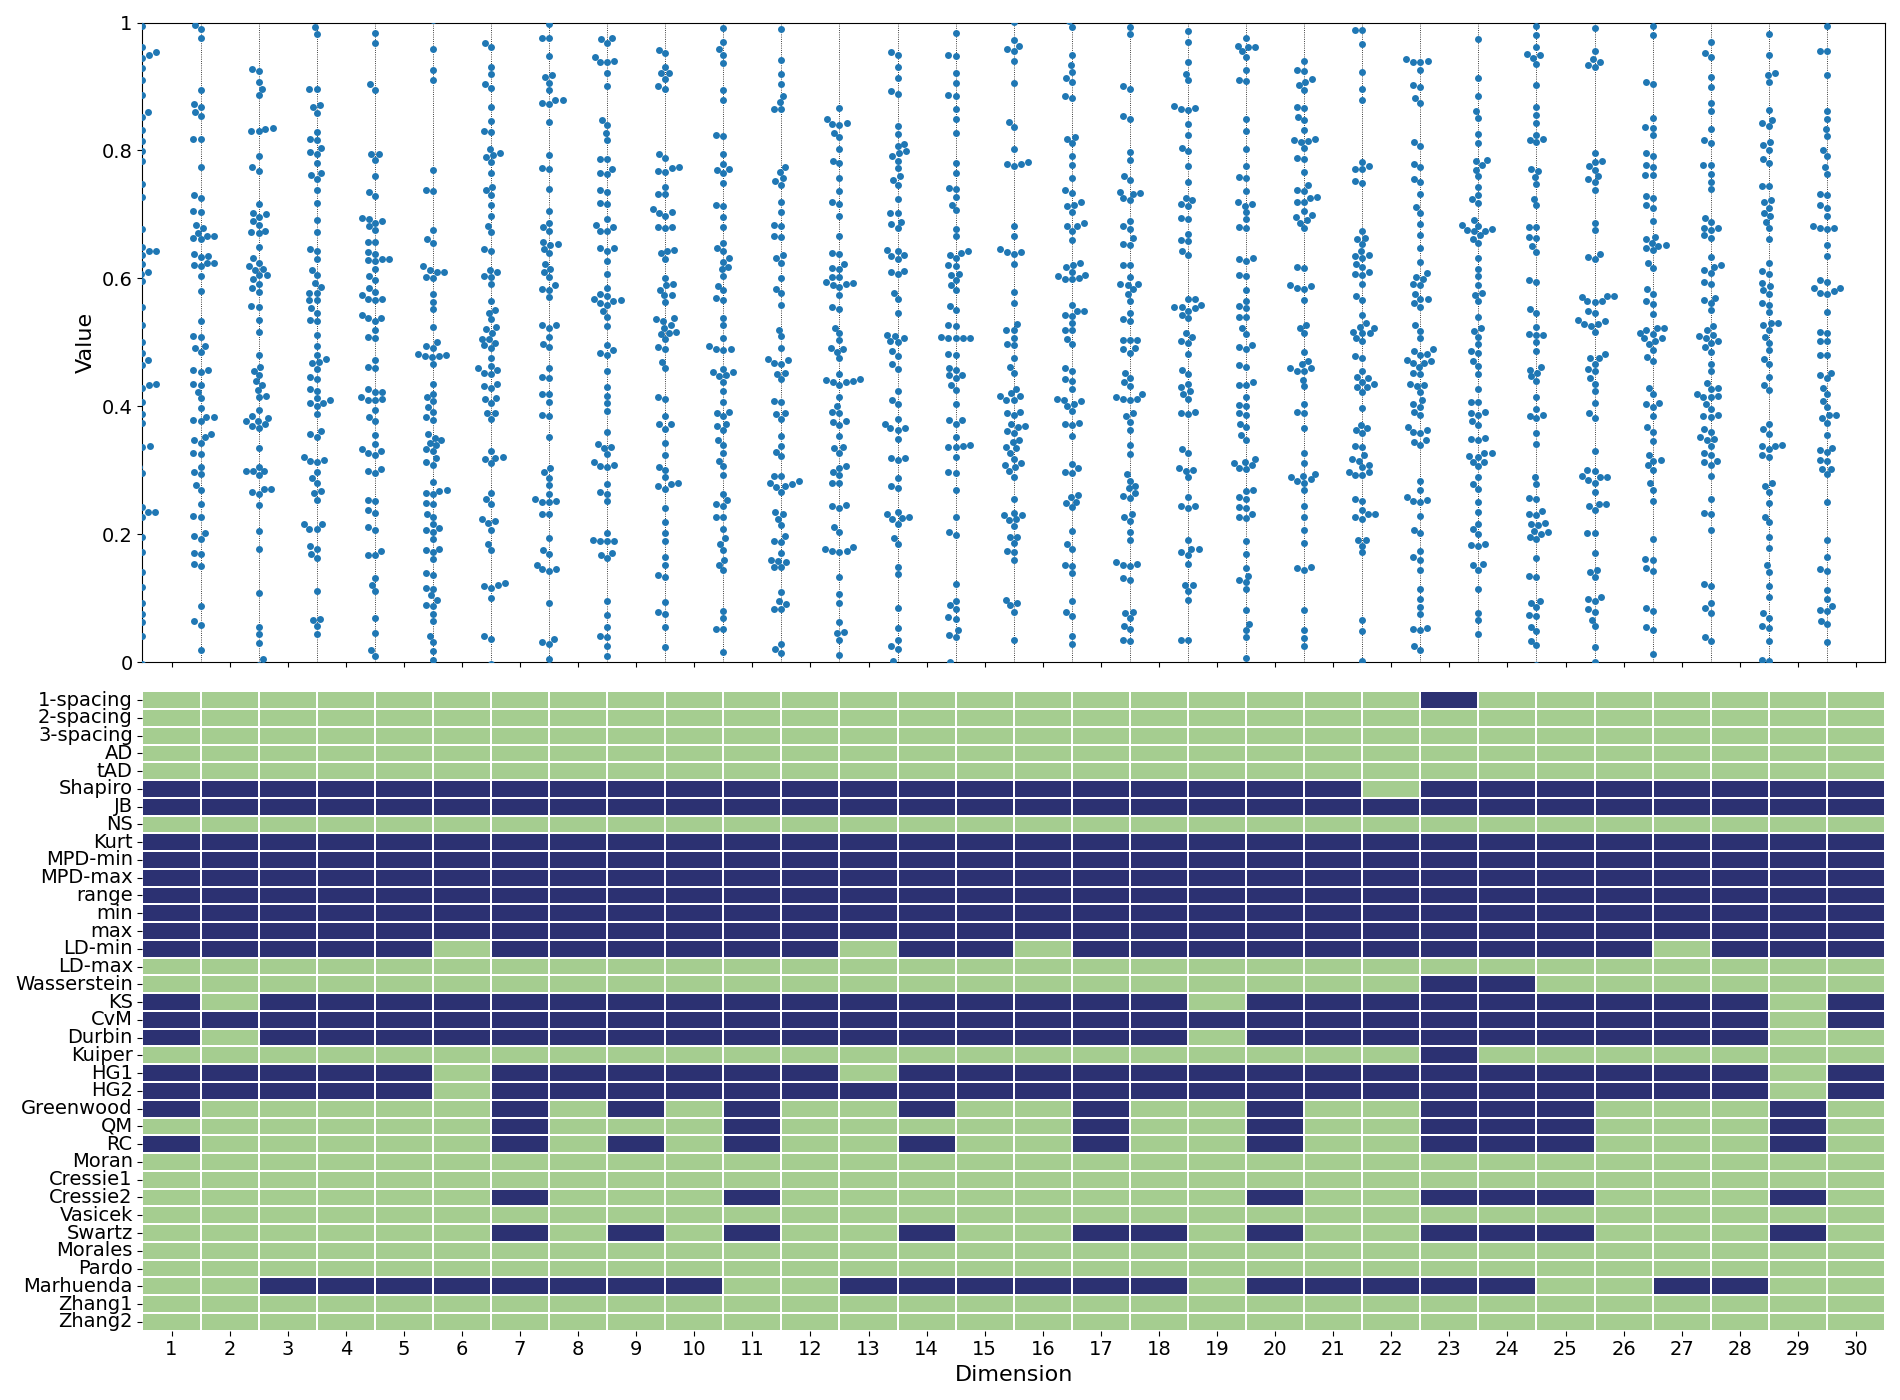 1
0.8
0.6
Value
0.4
0.2
0
1-spacing
2-spacing
3-spacing
AD
tAD
Shapiro
JB
NS
Kurt
MPD-min
MPD-max
range
min
max
LD-min
LD-max
Wasserstein
KS
CvM
Durbin
Kuiper
HG1
HG2
Greenwood
QM
RC
Moran
Cressie1
Cressie2
Vasicek
Swartz
Morales
Pardo
Marhuenda
Zhang1
Zhang2
1 2 3 4 5 6 7 8 9 10 11 12 13 14 15 16 17 18 19 20 21 22 23 24 25 26 27 28 29 30
Dimension